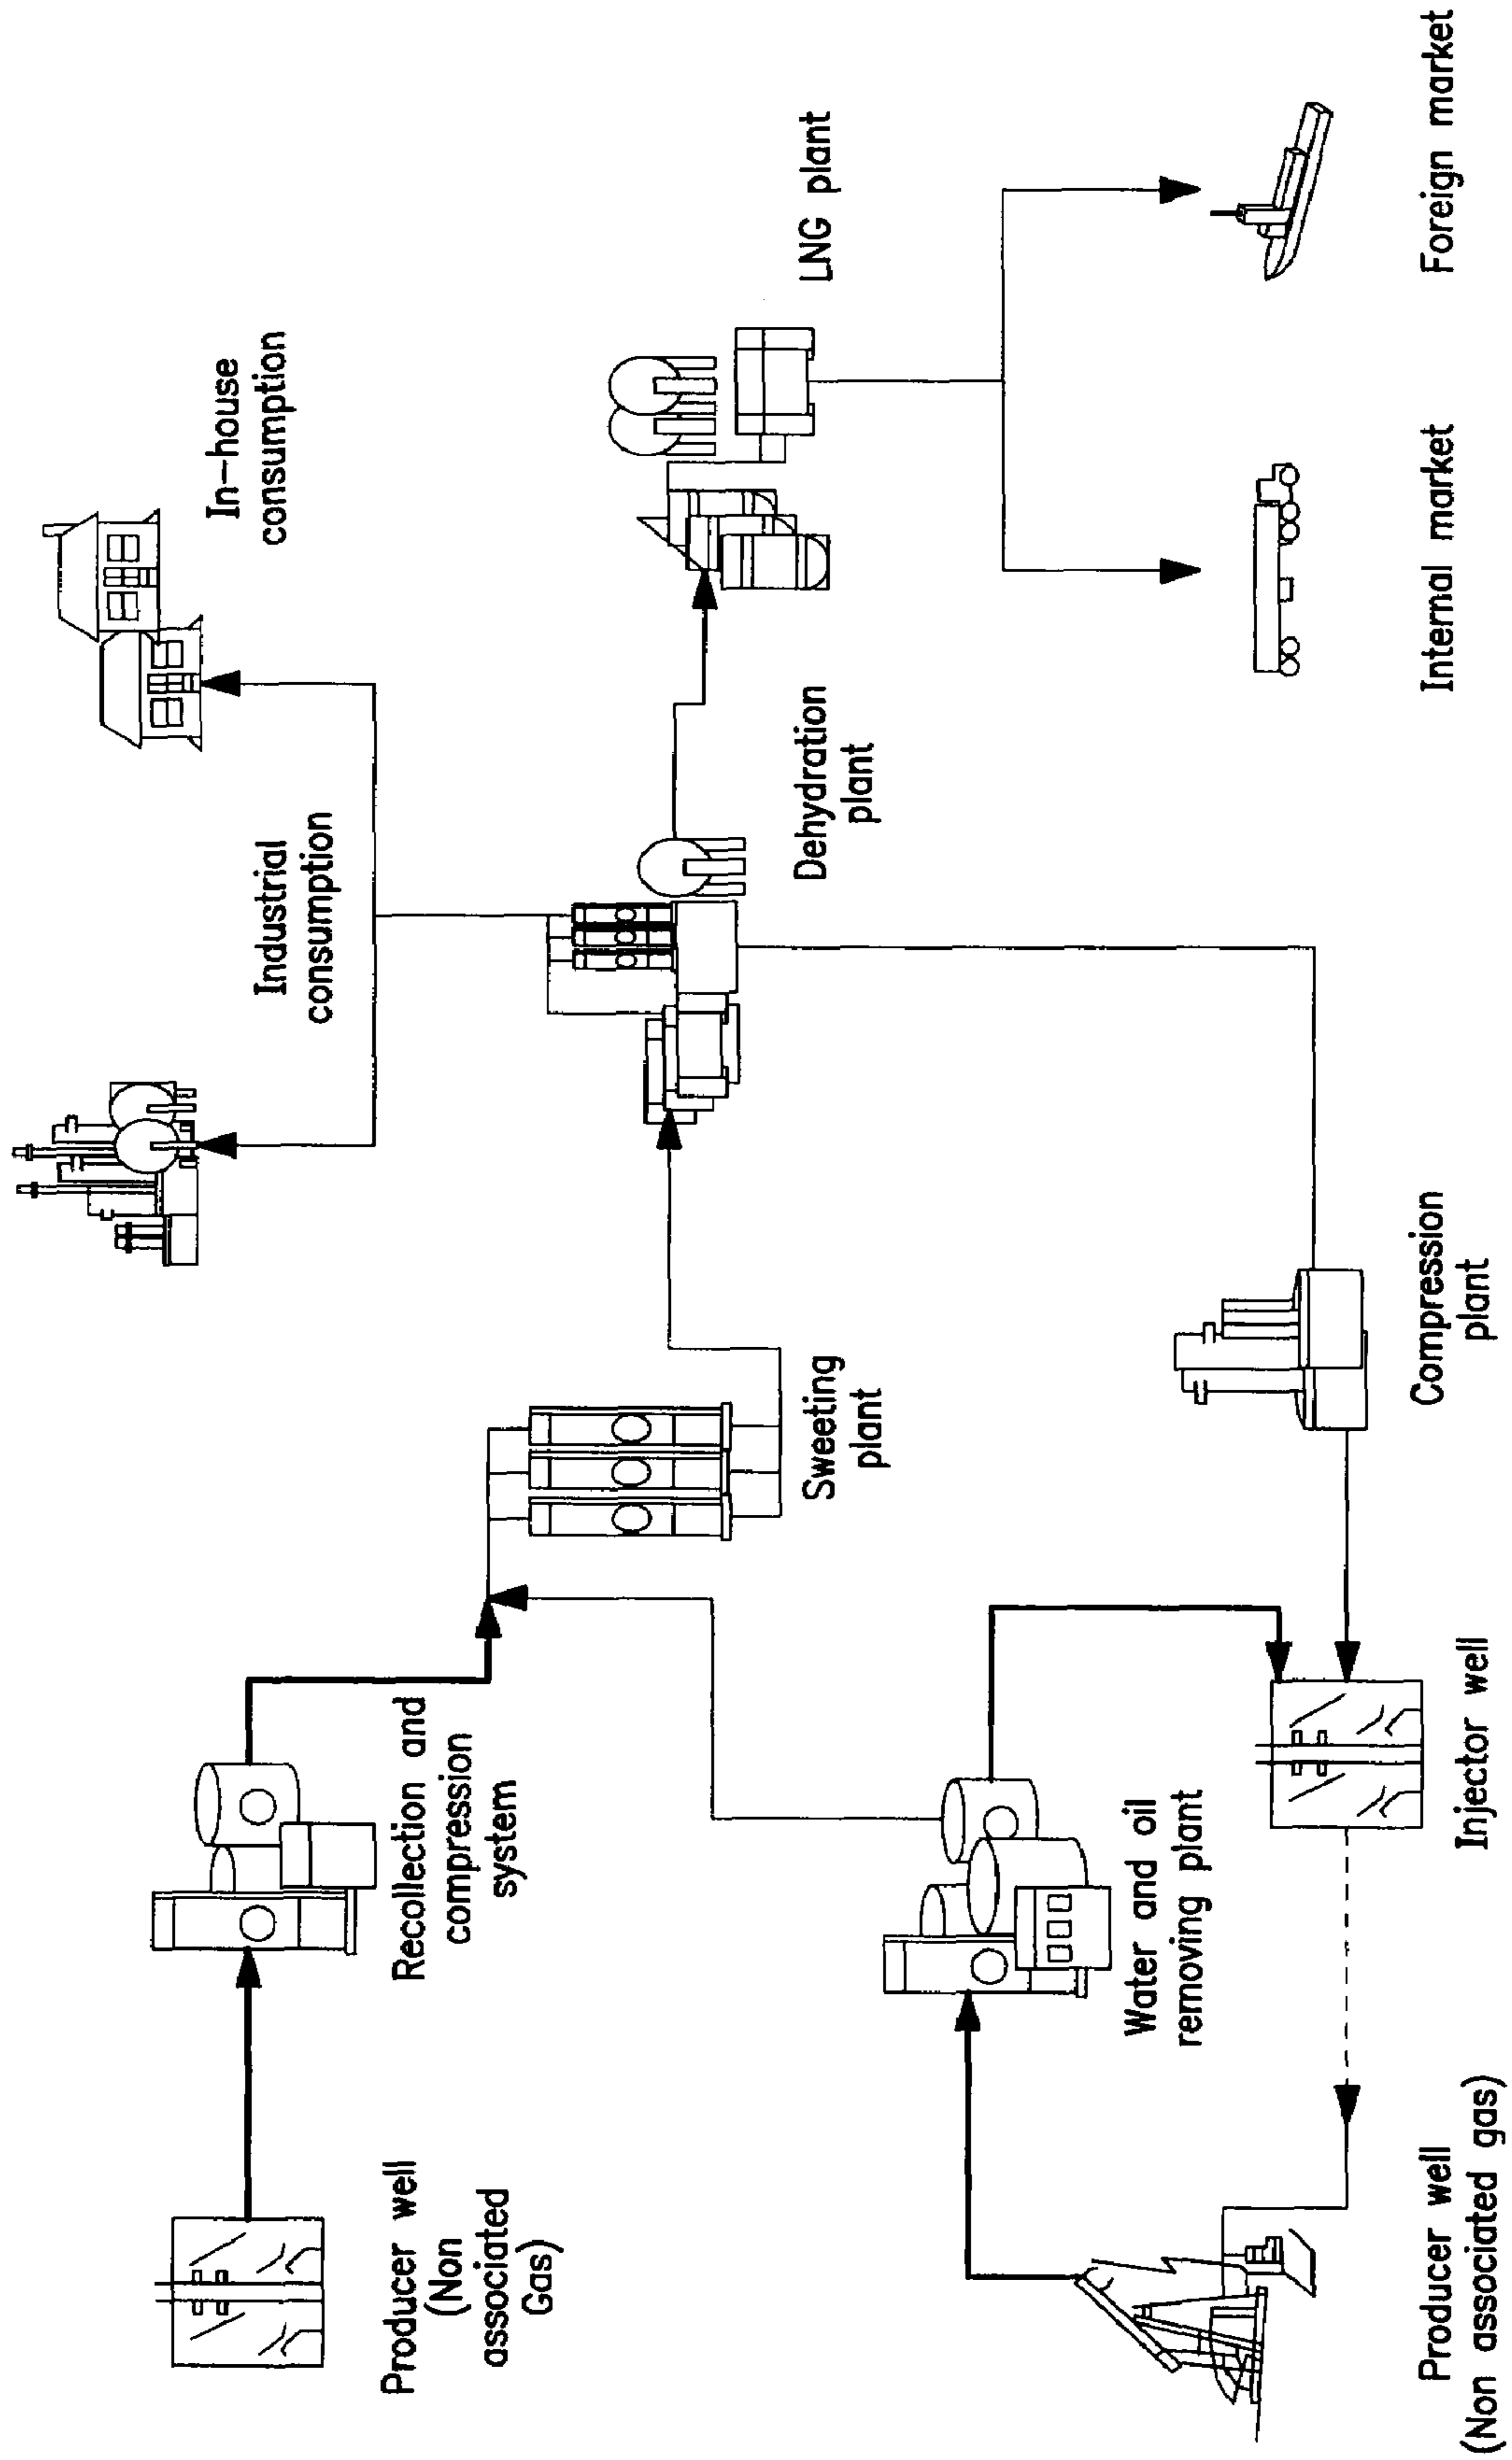 Producer well
(Non
associated
Gas)
Recollection and
compression
system
Industrial
consumption
In-house
consumption
Sweeting
plant
Dehydration
plant
LNG plant
Water and oil
removing plant
Producer well
(Non associated gas)
Injector well
Compression
plant
Internal market
Foreign market